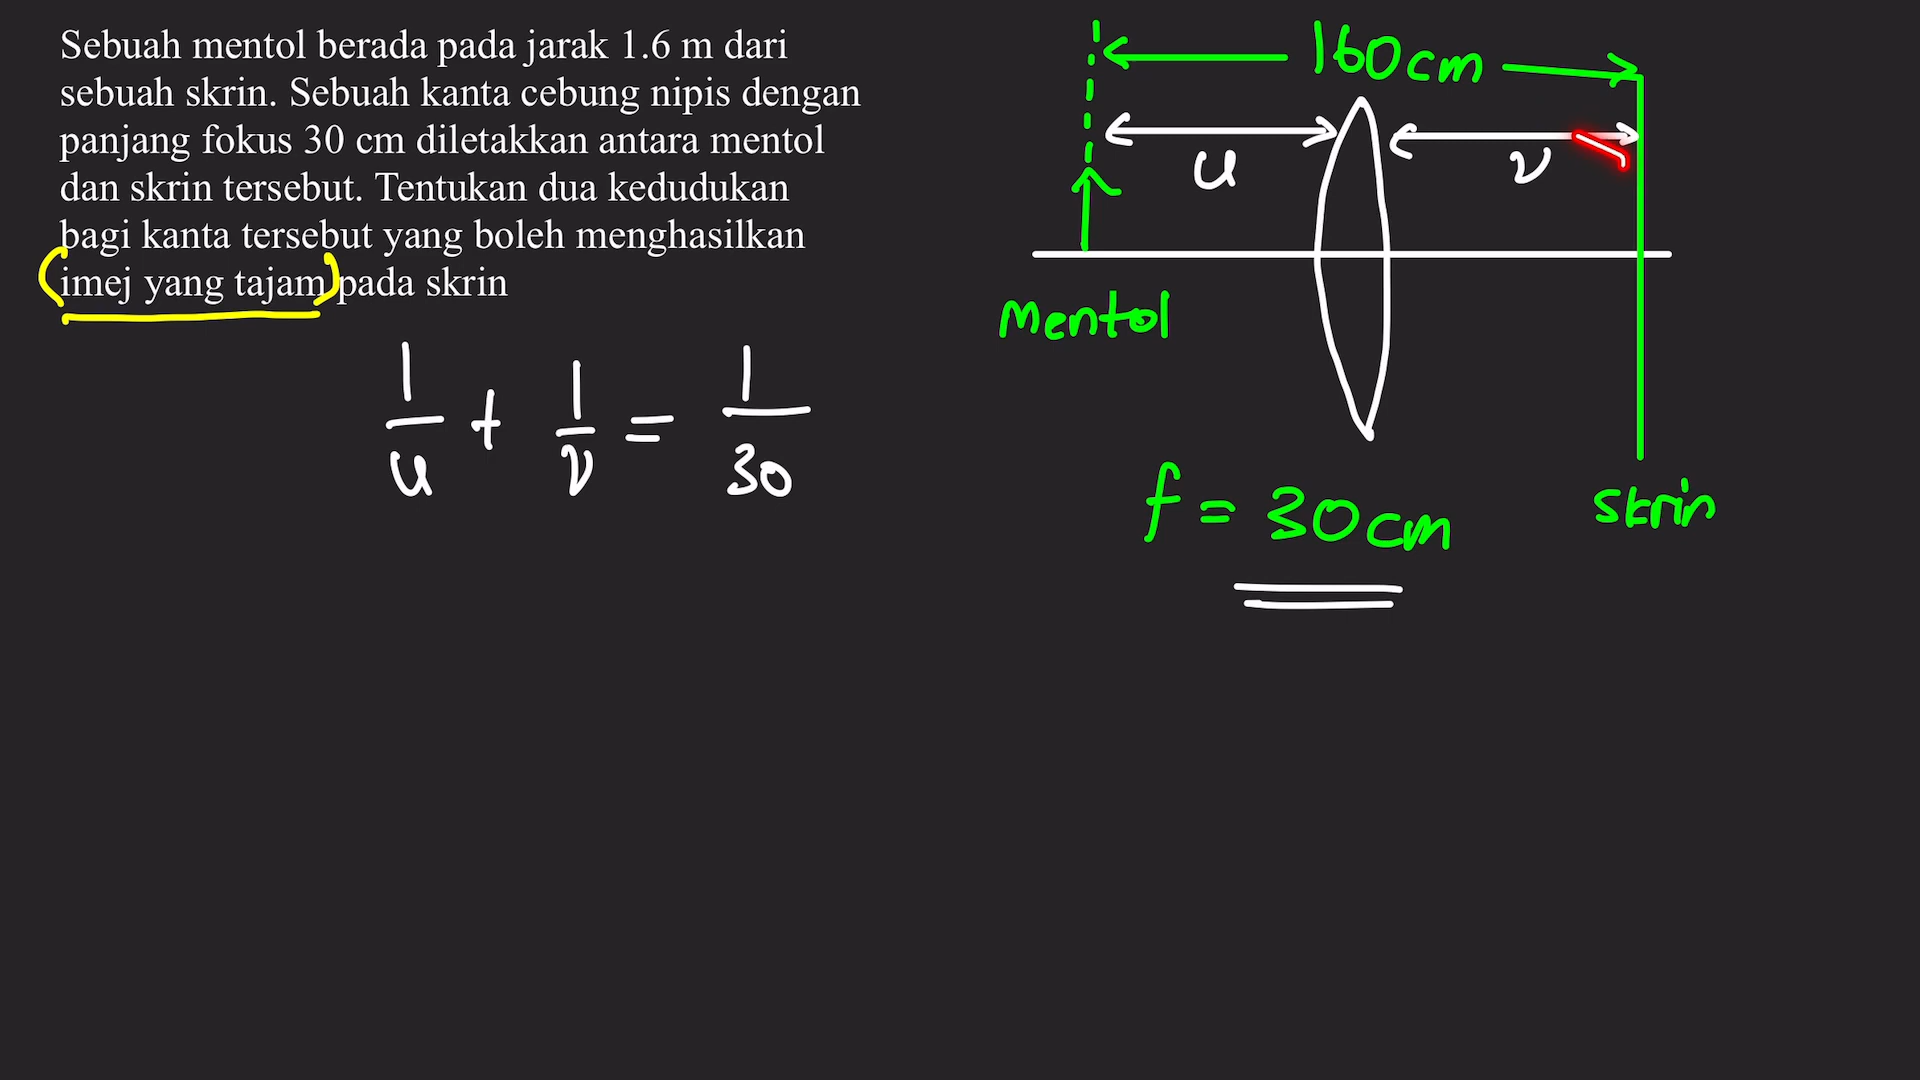 Sebuah mentol berada pada jarak 1.6 m dari
sebuah skrin. Sebuah kanta cebung nipis dengan
panjang fokus 30 cm diletakkan antara mentol
dan skrin tersebut. Tentukan dua kedudukan
bagi kanta tersebut yang boleh menghasilkan
(imej yang tajam) pada skrin
1/u + 1/v = 1/30
160cm
u
v
Mentol
f = 30cm
skrin